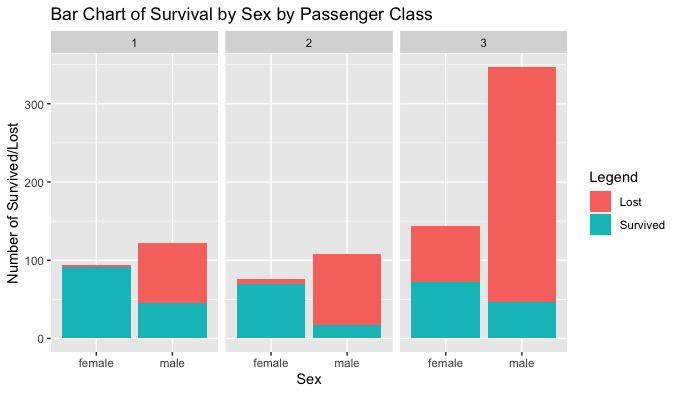 Bar Chart of Survival by Sex by Passenger Class
1 2 3
Number of Survived/Lost
300
200
100
0
female male female male female male
Sex
Legend
Lost
Survived